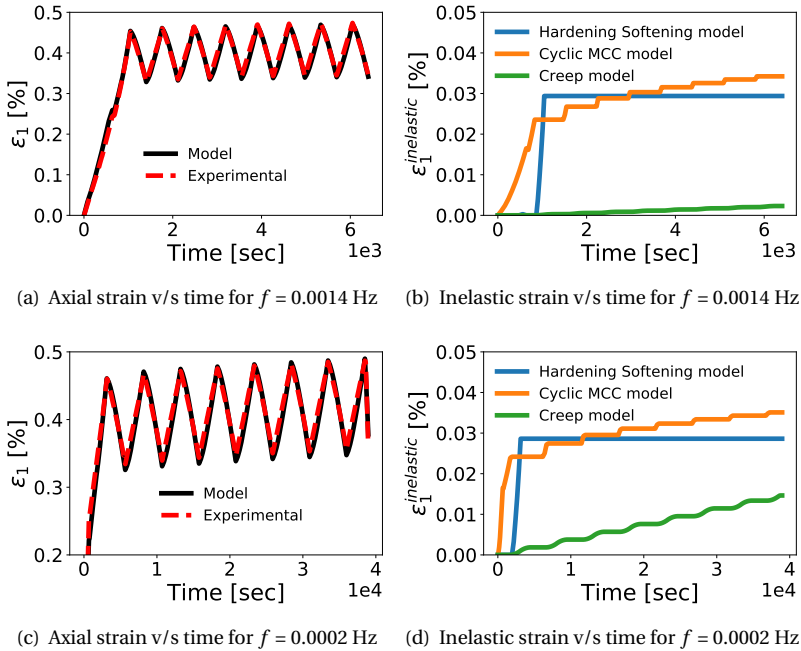 0.5
0.4
0.3
0.2
0.1
0.0
ε₁ [%]
Model
Experimental
0 2 4 6
Time [sec] 1e3
0.05
0.04
0.03
0.02
0.01
0.00
ε₁^inelastic [%]
Hardening Softening model
Cyclic MCC model
Creep model
0 2 4 6
Time [sec] 1e3
(a) Axial strain v/s time for f = 0.0014 Hz
(b) Inelastic strain v/s time for f = 0.0014 Hz
0.5
0.4
0.3
0.2
ε₁ [%]
Model
Experimental
0 1 2 3 4
Time [sec] 1e4
0.05
0.04
0.03
0.02
0.01
0.00
ε₁^inelastic [%]
Hardening Softening model
Cyclic MCC model
Creep model
0 1 2 3 4
Time [sec] 1e4
(c) Axial strain v/s time for f = 0.0002 Hz
(d) Inelastic strain v/s time for f = 0.0002 Hz